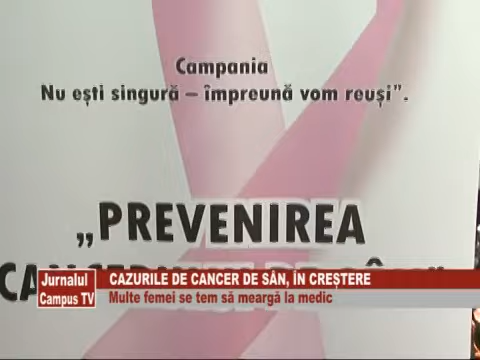 Campania
Nu ești singură – împreună vom reuși”.
„PREVENIREA
Jurnalul
Campus TV
CAZURILE DE CANCER DE SÂN, ÎN CREȘTERE
Multe femei se tem să meargă la medic